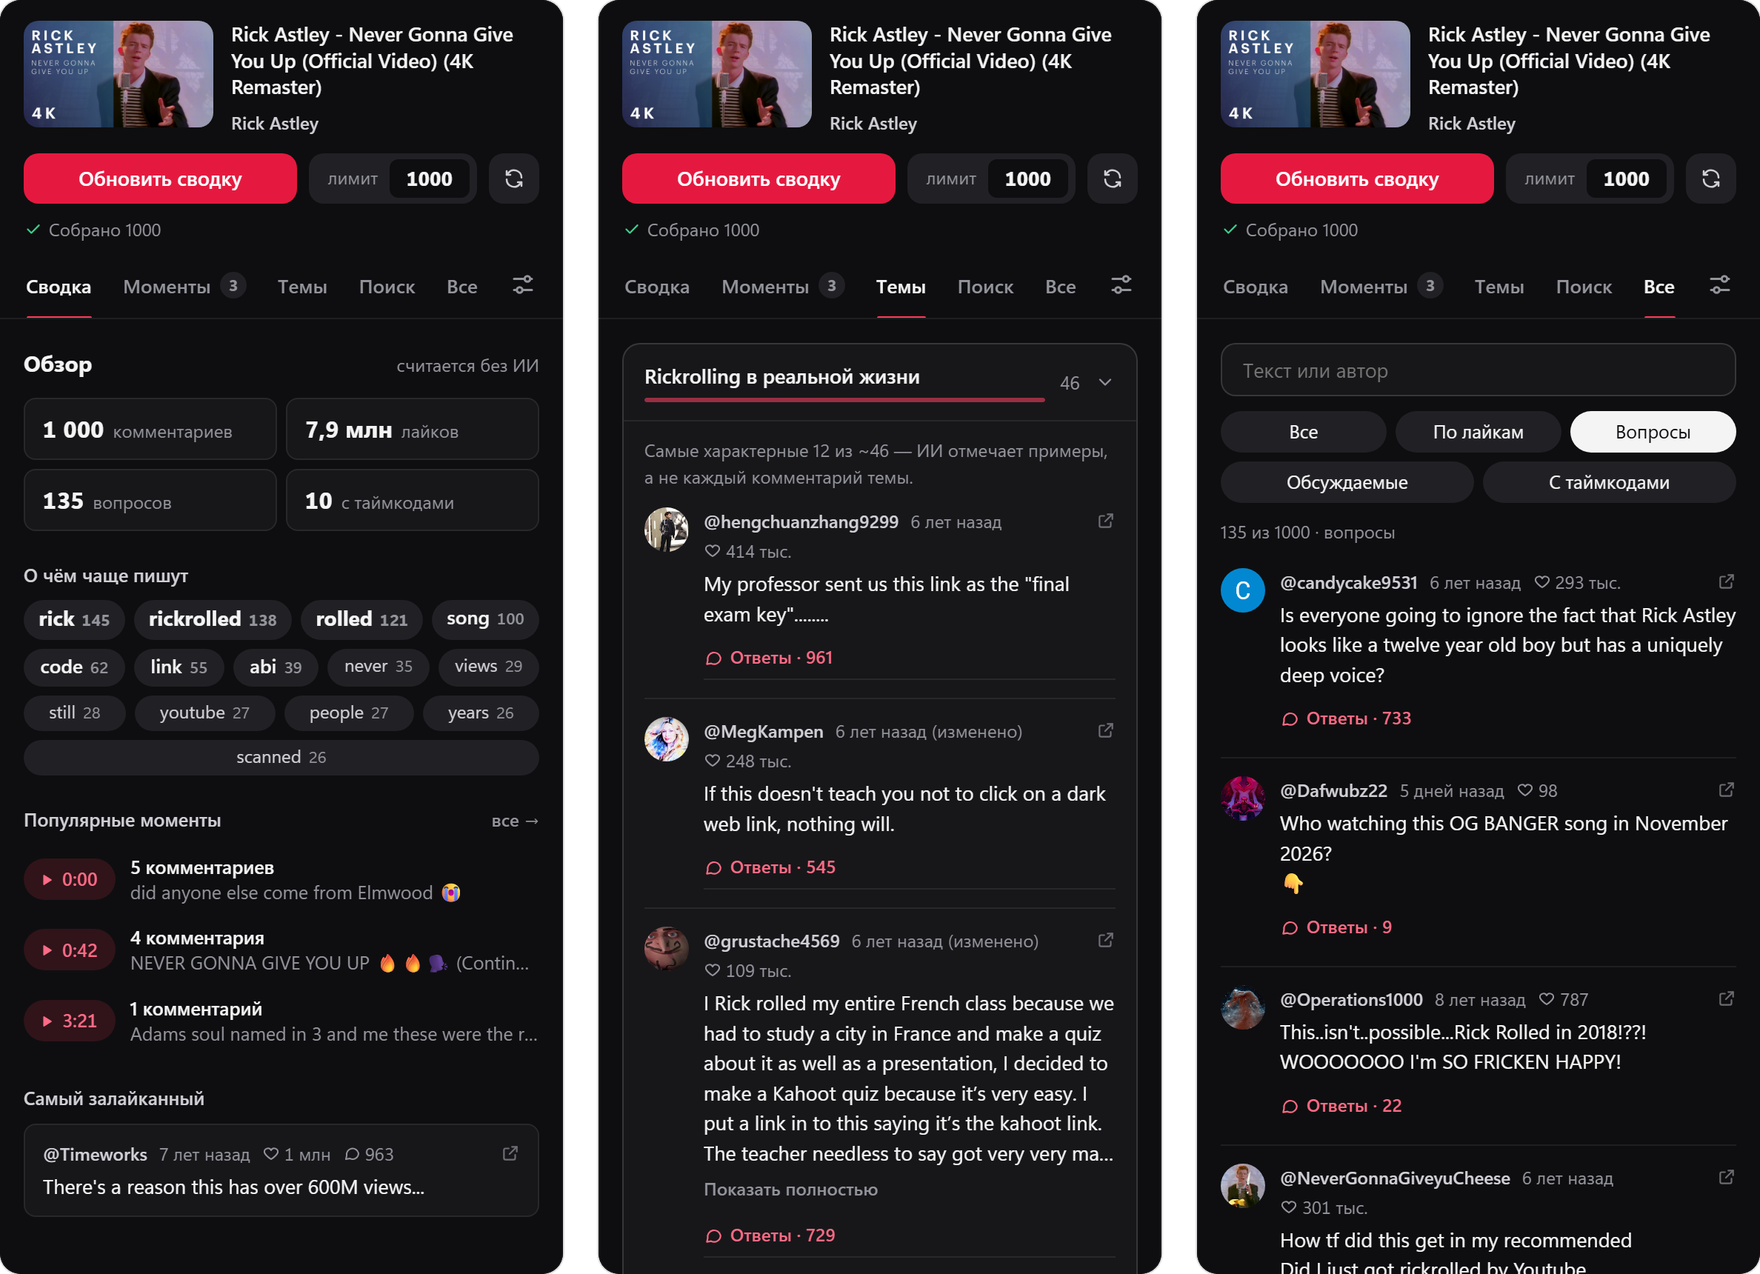 RICK
ASTLEY
NEVER GONNA
GIVE YOU UP
4K
Rick Astley - Never Gonna Give
You Up (Official Video) (4K
Remaster)
Rick Astley
Обновить сводку
лимит 1000
Собрано 1000
Сводка Моменты 3 Темы Поиск Все
Обзор
считается без ИИ
1 000 комментариев
7,9 млн лайков
135 вопросов
10 с таймкодами
О чём чаще пишут
rick 145 rickrolled 138 rolled 121 song 100
code 62 link 55 abi 39 never 35 views 29
still 28 youtube 27 people 27 years 26
scanned 26
Популярные моменты
все →
0:00
5 комментариев
did anyone else come from Elmwood 😭
0:42
4 комментария
NEVER GONNA GIVE YOU UP 🔥 🔥 🗣 (Contin...
3:21
1 комментарий
Adams soul named in 3 and me these were the r...
Самый залайканный
@Timeworks 7 лет назад 1 млн 963
There's a reason this has over 600M views...
RICK
ASTLEY
NEVER GONNA
GIVE YOU UP
4K
Rick Astley - Never Gonna Give
You Up (Official Video) (4K
Remaster)
Rick Astley
Обновить сводку
лимит 1000
Собрано 1000
Сводка Моменты 3 Темы Поиск Все
Rickrolling в реальной жизни
46
Самые характерные 12 из ~46 — ИИ отмечает примеры,
а не каждый комментарий темы.
@hengchuanzhang9299 6 лет назад
414 тыс.
My professor sent us this link as the "final
exam key"........
Ответы · 961
@MegKampen 6 лет назад (изменено)
248 тыс.
If this doesn't teach you not to click on a dark
web link, nothing will.
Ответы · 545
@grustache4569 6 лет назад (изменено)
109 тыс.
I Rick rolled my entire French class because we
had to study a city in France and make a quiz
about it as well as a presentation, I decided to
make a Kahoot quiz because it’s very easy. I
put a link in to this saying it’s the kahoot link.
The teacher needless to say got very very ma...
Показать полностью
Ответы · 729
RICK
ASTLEY
NEVER GONNA
GIVE YOU UP
4K
Rick Astley - Never Gonna Give
You Up (Official Video) (4K
Remaster)
Rick Astley
Обновить сводку
лимит 1000
Собрано 1000
Сводка Моменты 3 Темы Поиск Все
Текст или автор
Все По лайкам Вопросы
Обсуждаемые С таймкодами
135 из 1000 · вопросы
C
@candycake9531 6 лет назад 293 тыс.
Is everyone going to ignore the fact that Rick Astley
looks like a twelve year old boy but has a uniquely
deep voice?
Ответы · 733
@Dafwubz22 5 дней назад 98
Who watching this OG BANGER song in November
2026?
👇
Ответы · 9
@Operations1000 8 лет назад 787
This..isn't..possible...Rick Rolled in 2018!??!
WOOOOOOO I'm SO FRICKEN HAPPY!
Ответы · 22
@NeverGonnaGiveyuCheese 6 лет назад
301 тыс.
How tf did this get in my recommended
Did I just got rickrolled by Youtube